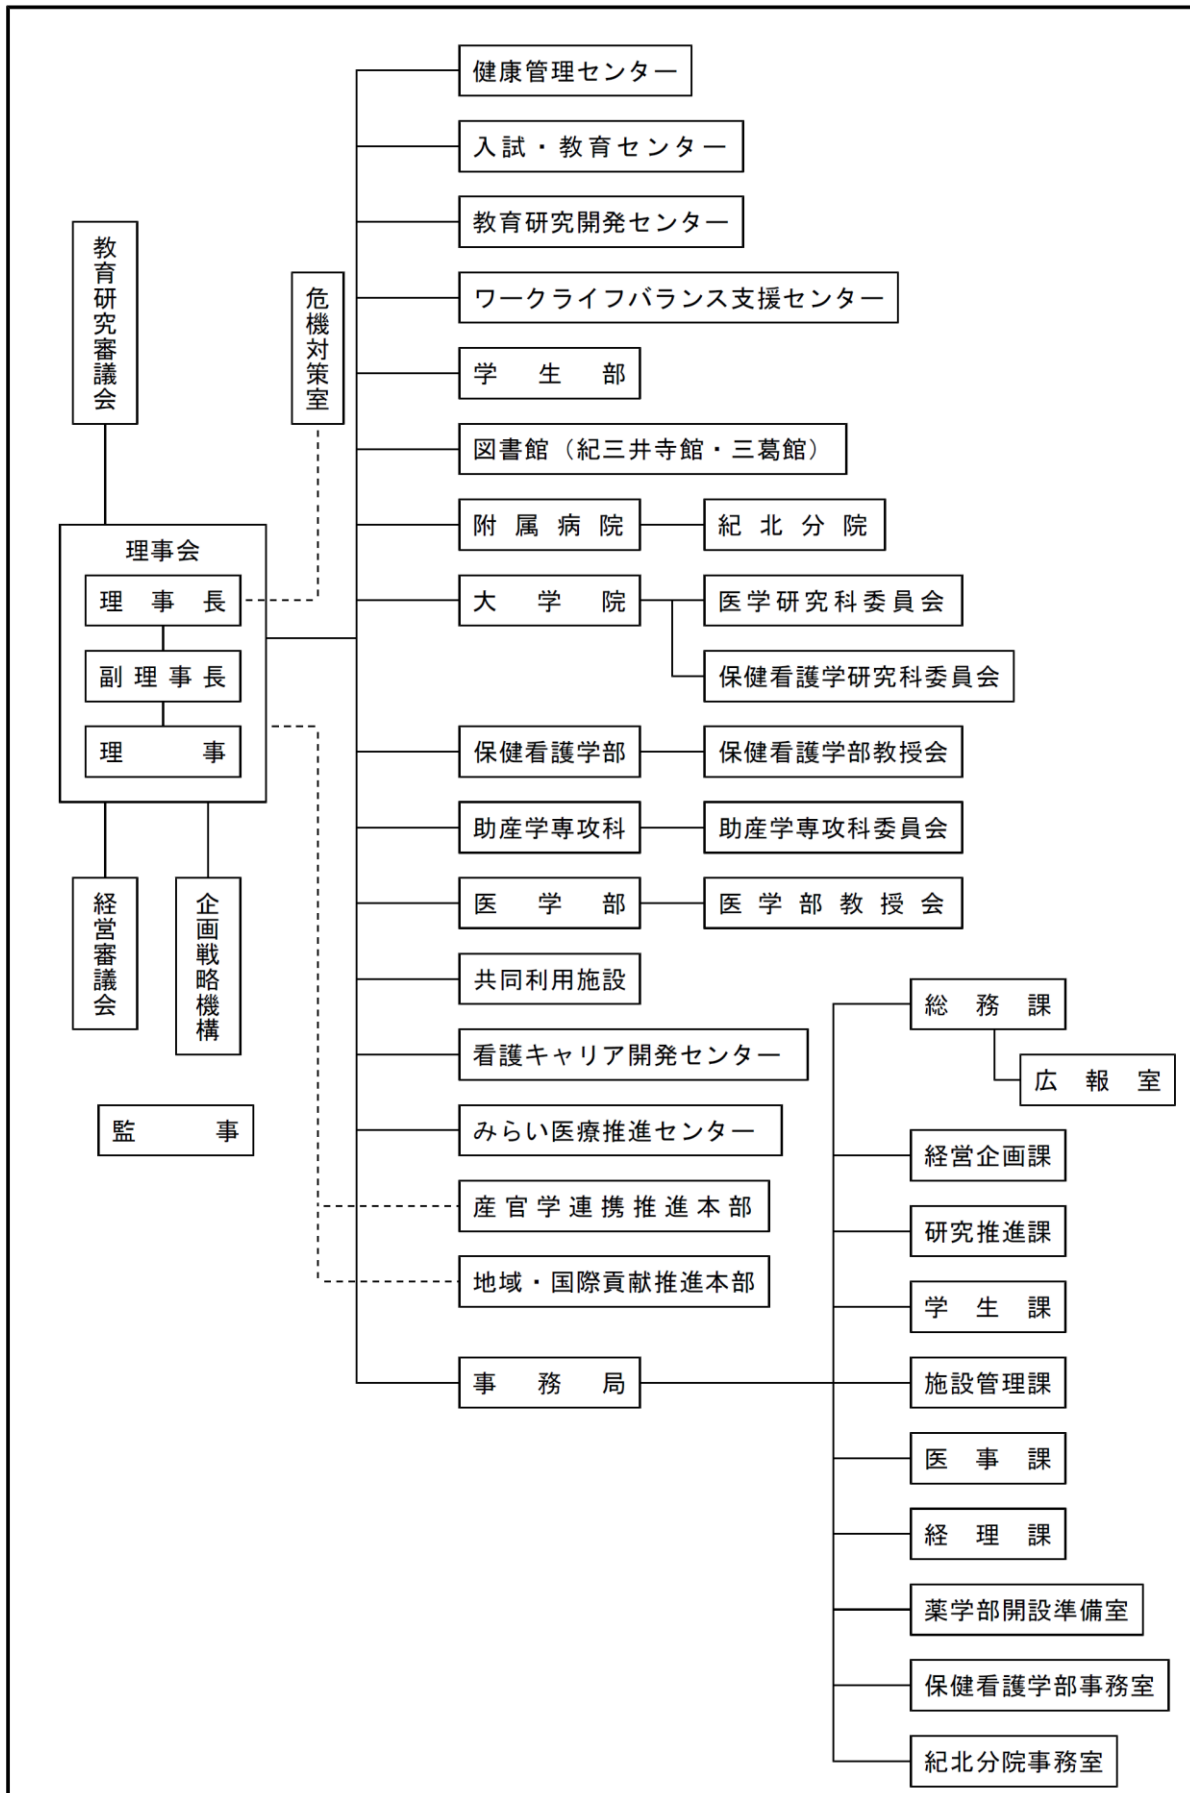 健康管理センター
入試・教育センター
教育研究開発センター
ワークライフバランス支援センター
学生部
図書館（紀三井寺館・三葛館）
附属病院
紀北分院
大学院
医学研究科委員会
保健看護学研究科委員会
保健看護学部
保健看護学部教授会
助産学専攻科
助産学専攻科委員会
医学部
医学部教授会
共同利用施設
看護キャリア開発センター
みらい医療推進センター
産官学連携推進本部
地域・国際貢献推進本部
事務局
総務課
広報室
経営企画課
研究推進課
学生課
施設管理課
医事課
経理課
薬学部開設準備室
保健看護学部事務室
紀北分院事務室
教育研究審議会
危機対策室
理事会
理事長
副理事長
理事
経営審議会
企画戦略機構
監事